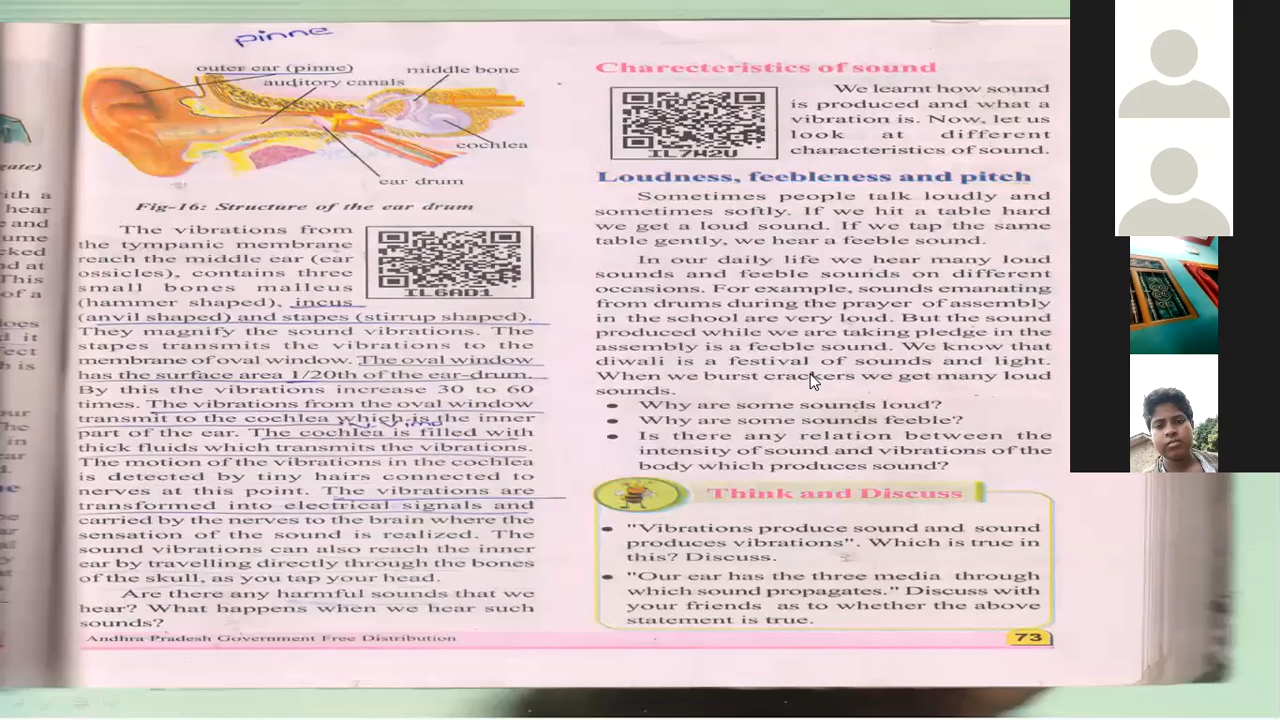 pinne
outer ear (pinne)
auditory canals
middle bone
cochlea
ear drum
Fig-16: Structure of the ear drum
The vibrations from
the tympanic membrane
reach the middle ear (ear
ossicles), contains three
small bones malleus
(hammer shaped), incus
(anvil shaped) and stapes (stirrup shaped).
They magnify the sound vibrations. The
stapes transmits the vibrations to the
membrane of oval window. The oval window
has the surface area 1/20th of the ear-drum.
By this the vibrations increase 30 to 60
times. The vibrations from the oval window
transmit to the cochlea which is the inner
part of the ear. The cochlea is filled with
thick fluids which transmits the vibrations.
The motion of the vibrations in the cochlea
is detected by tiny hairs connected to
nerves at this point. The vibrations are
transformed into electrical signals and
carried by the nerves to the brain where the
sensation of the sound is realized. The
sound vibrations can also reach the inner
ear by travelling directly through the bones
of the skull, as you tap your head.
Are there any harmful sounds that we
hear? What happens when we hear such
sounds?
IL6AD1
Andhra Pradesh Government Free Distribution
Charecteristics of sound
IL7W2U
We learnt how sound
is produced and what a
vibration is. Now, let us
look at different
characteristics of sound.
Loudness, feebleness and pitch
Sometimes people talk loudly and
sometimes softly. If we hit a table hard
we get a loud sound. If we tap the same
table gently, we hear a feeble sound.
In our daily life we hear many loud
sounds and feeble sounds on different
occasions. For example, sounds emanating
from drums during the prayer of assembly
in the school are very loud. But the sound
produced while we are taking pledge in the
assembly is a feeble sound. We know that
diwali is a festival of sounds and light.
When we burst crackers we get many loud
sounds.
• Why are some sounds loud?
• Why are some sounds feeble?
• Is there any relation between the
intensity of sound and vibrations of the
body which produces sound?
Think and Discuss
• "Vibrations produce sound and sound
produces vibrations". Which is true in
this? Discuss.
• "Our ear has the three media through
which sound propagates." Discuss with
your friends as to whether the above
statement is true.
73